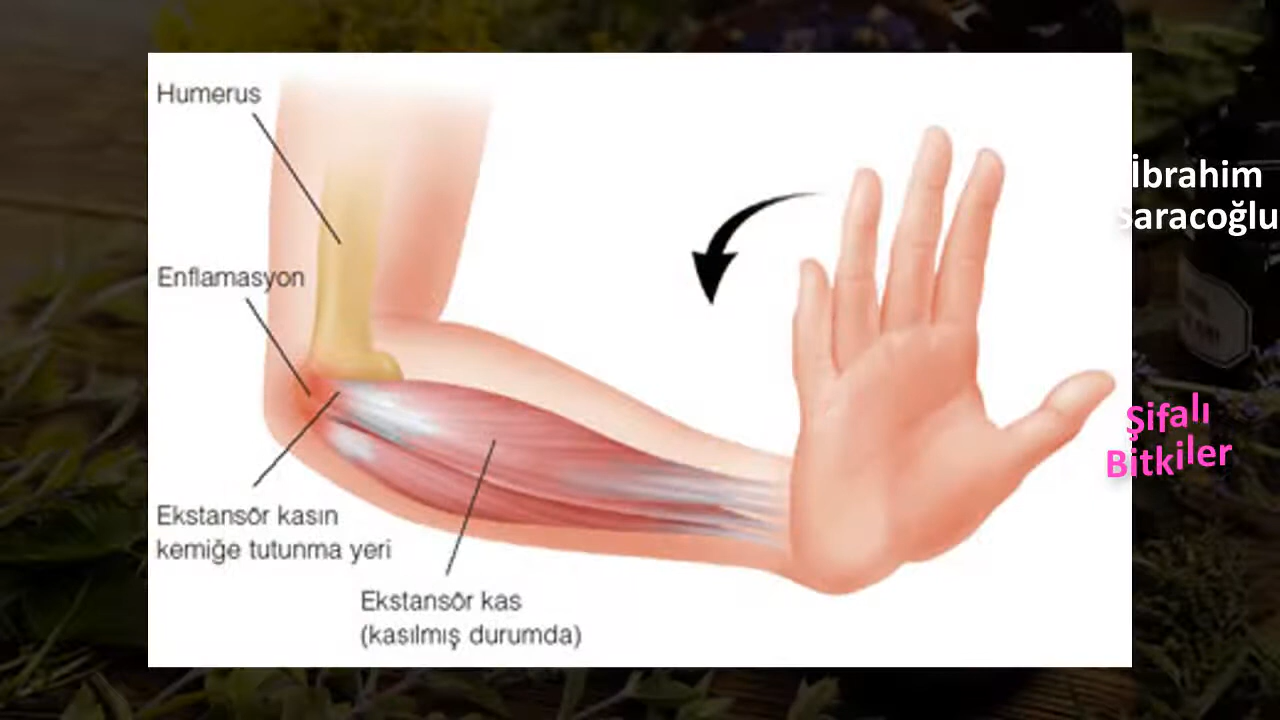 Humerus
Enflamasyon
Ekstansör kasın
kemiğe tutunma yeri
Ekstansör kas
(kasılmış durumda)
İbrahim
Saracoğlu
Şifalı
Bitkiler